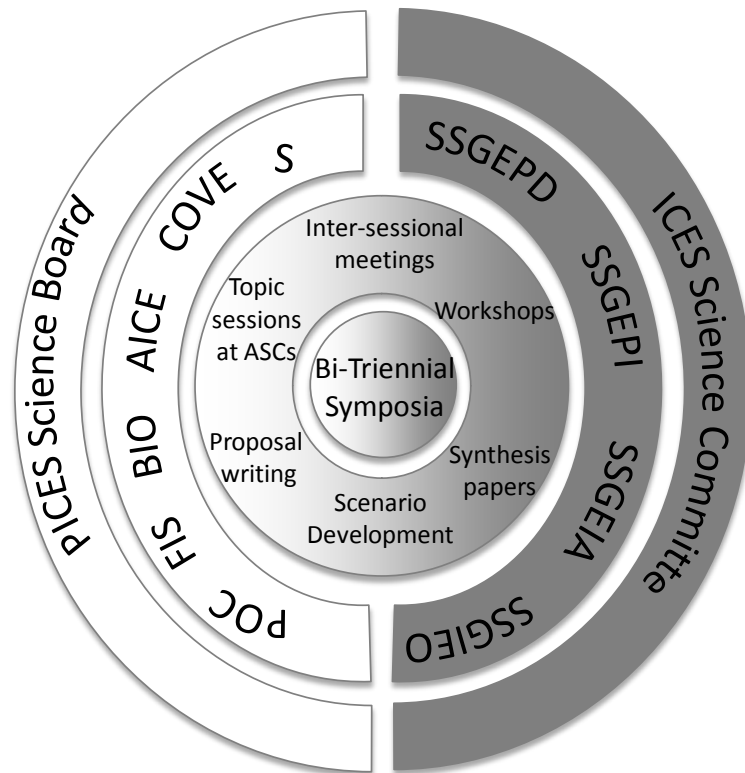 PICES Science Board
COVE S
AICE
BIO
FIS
POC
Inter-sessional
meetings
Topic
sessions
at ASCs
Workshops
Bi-Triennial
Symposia
Proposal
writing
Scenario
Development
Synthesis
papers
SSGEPD
SSGEPI
SSGEIA
SSGIEO
ICES Science Committe